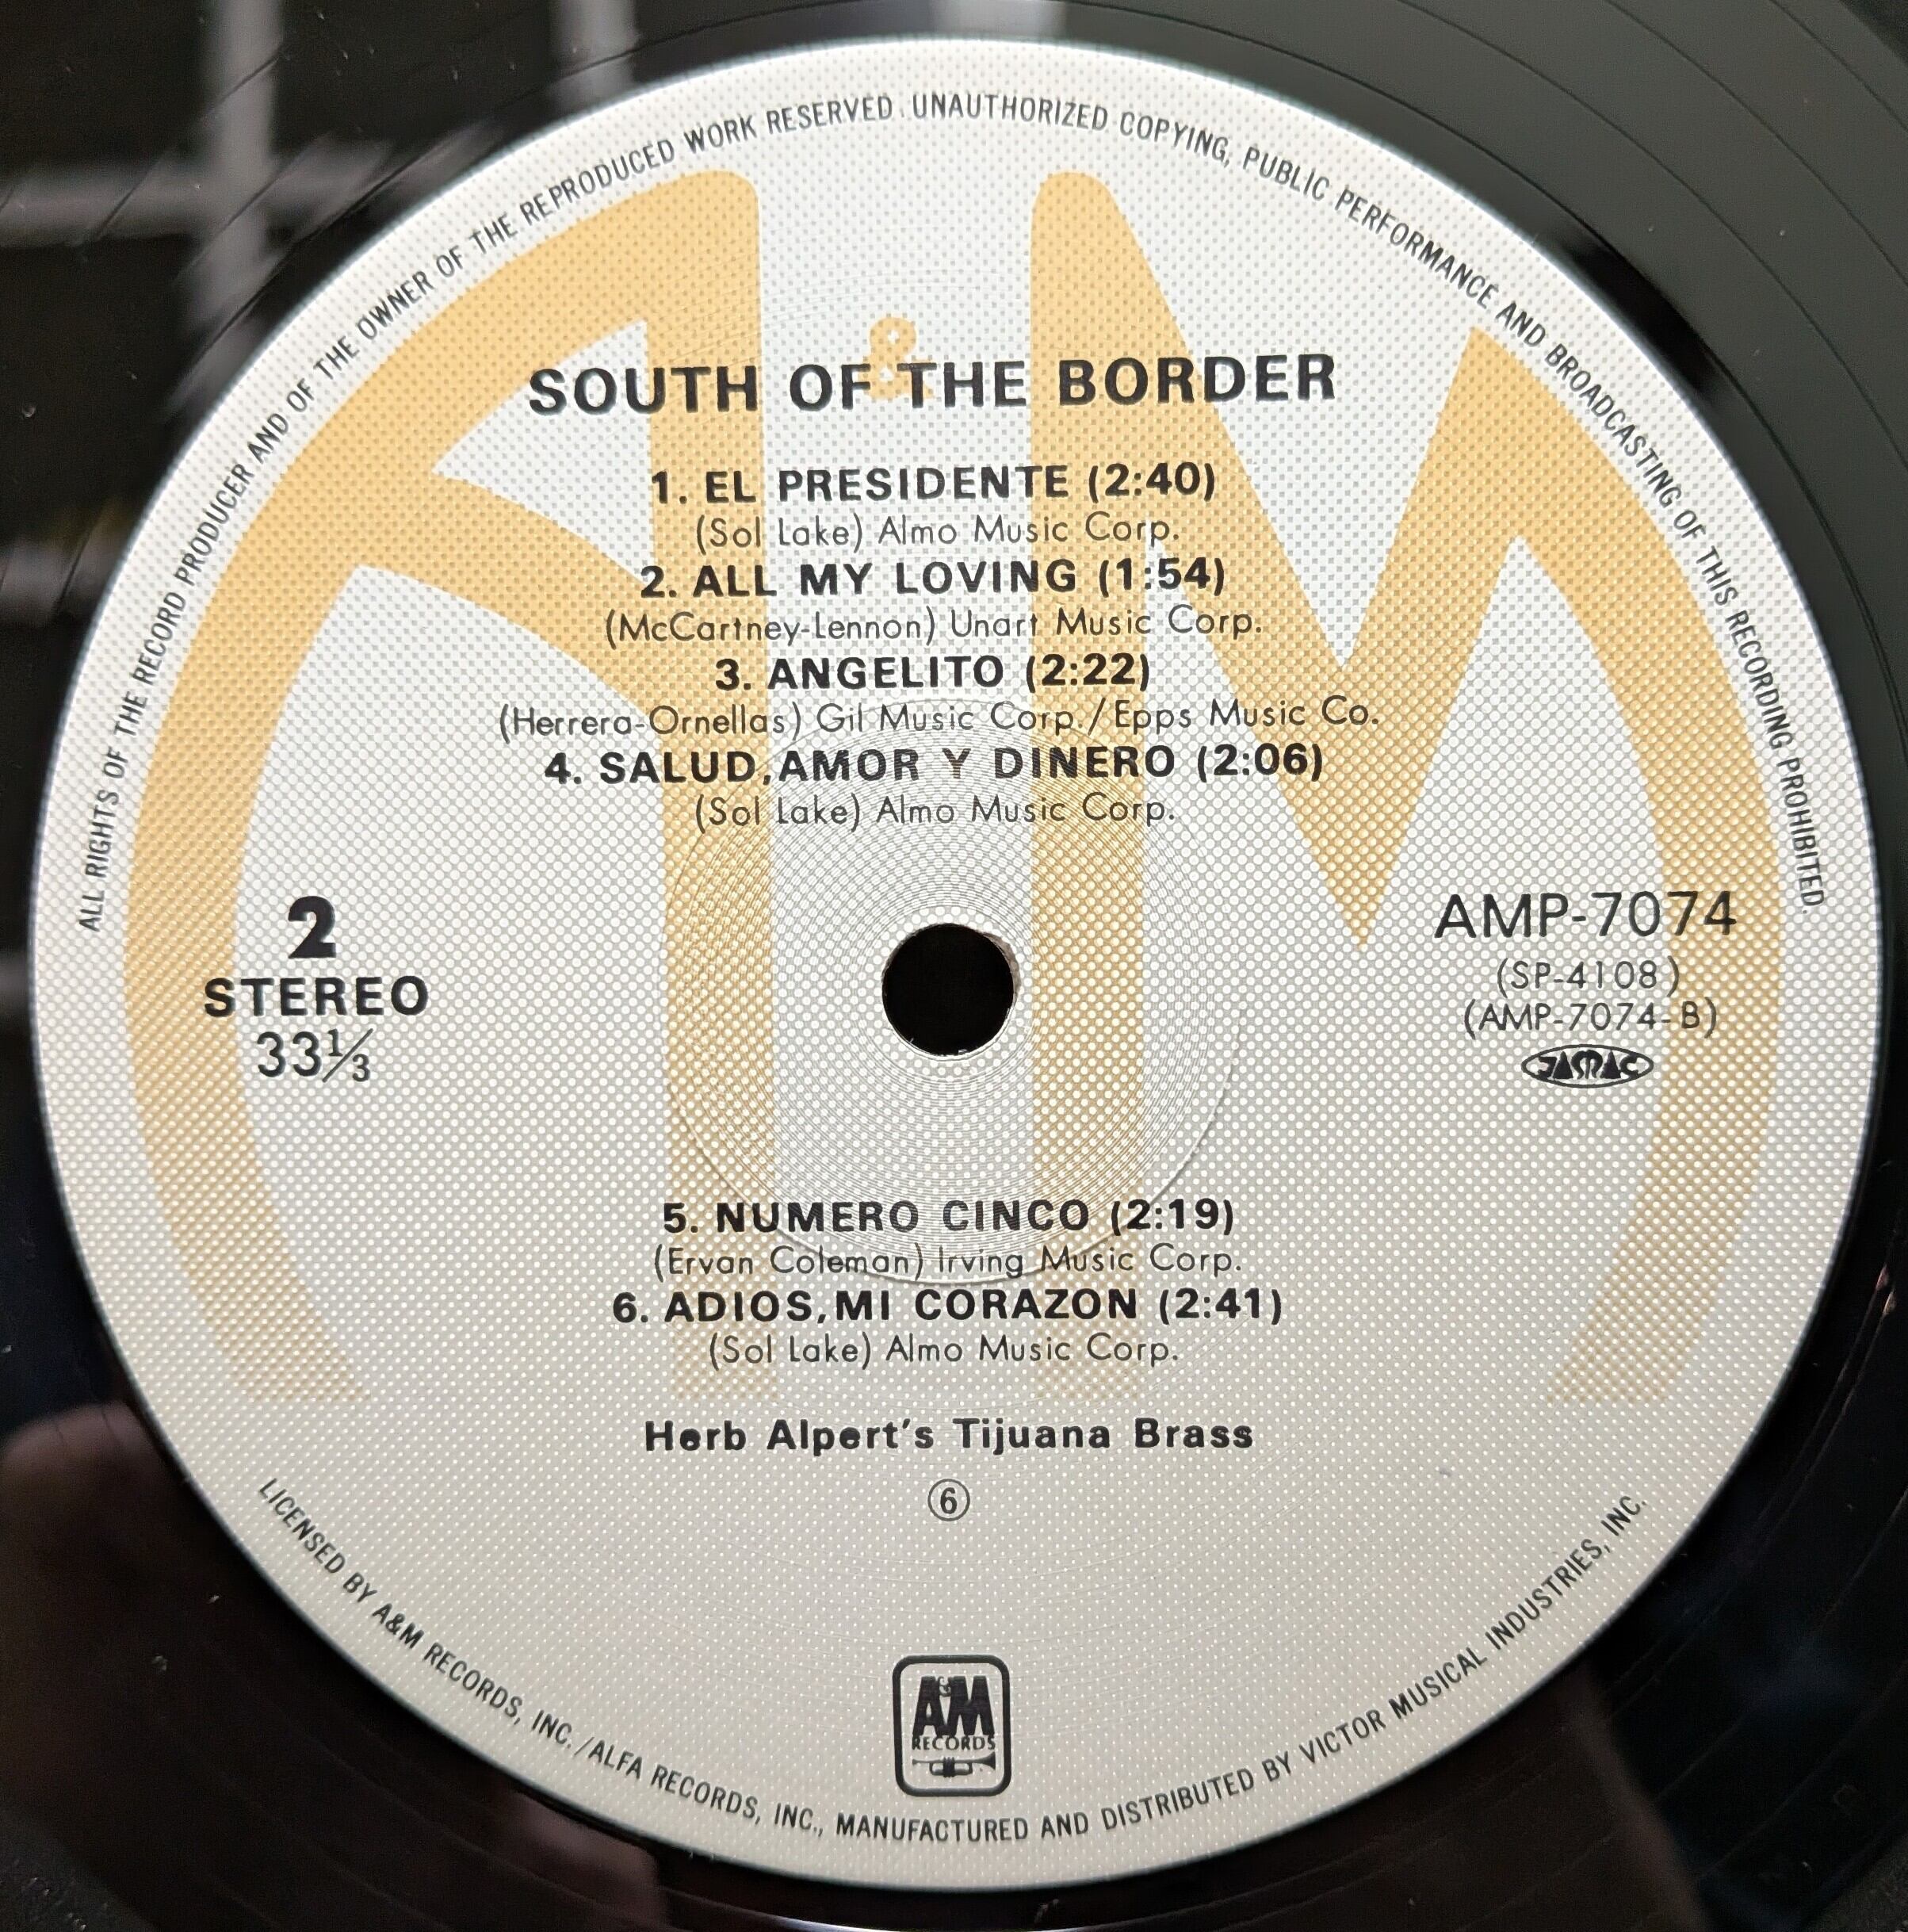 ALL RIGHTS OF THE RECORD PRODUCER AND OF THE OWNER OF THE REPRODUCED WORK RESERVED. UNAUTHORIZED COPYING, PUBLIC PERFORMANCE AND BROADCASTING OF THIS RECORDING PROHIBITED.
A&M
SOUTH OF THE BORDER
1. EL PRESIDENTE (2:40)
(Sol Lake) Almo Music Corp.
2. ALL MY LOVING (1:54)
(McCartney-Lennon) Unart Music Corp.
3. ANGELITO (2:22)
(Herrera-Ornellas) Gil Music Corp./Epps Music Co.
4. SALUD, AMOR Y DINERO (2:06)
(Sol Lake) Almo Music Corp.
2
STEREO
33⅓
AMP-7074
(SP-4108)
(AMP-7074-B)
JASRAC
5. NUMERO CINCO (2:19)
(Ervan Coleman) Irving Music Corp.
6. ADIOS, MI CORAZON (2:41)
(Sol Lake) Almo Music Corp.
Herb Alpert's Tijuana Brass
⑥
A&M
RECORDS
LICENSED BY A&M RECORDS, INC./ALFA RECORDS, INC., MANUFACTURED AND DISTRIBUTED BY VICTOR MUSICAL INDUSTRIES, INC.